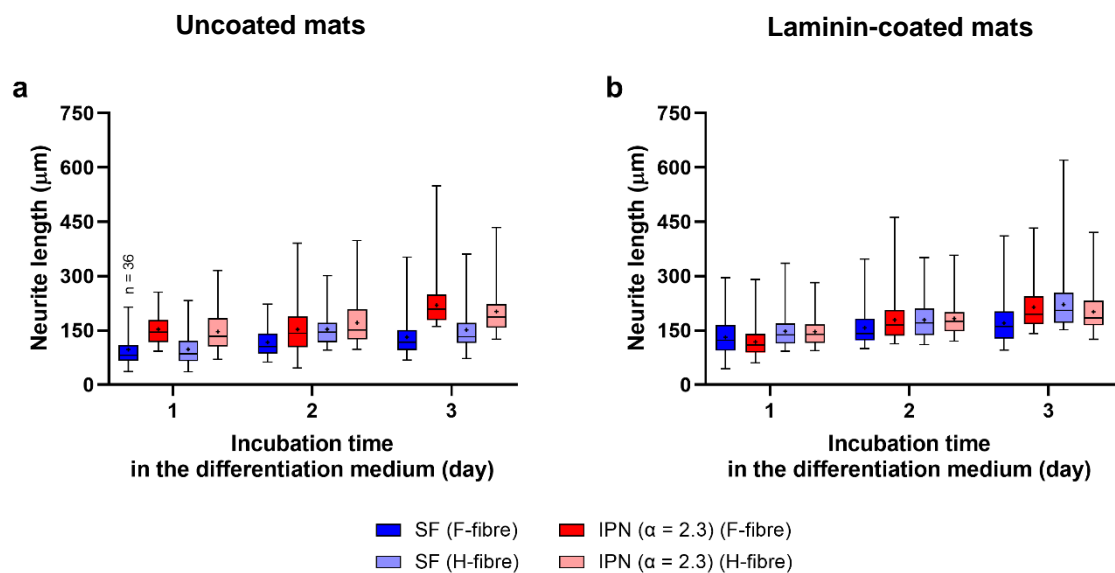 Uncoated mats
Laminin-coated mats
a
b
Neurite length (µm)
750
600
450
300
150
0
n = 36
1
2
3
Incubation time
in the differentiation medium (day)
Neurite length (µm)
750
600
450
300
150
0
1
2
3
Incubation time
in the differentiation medium (day)
SF (F-fibre)
IPN (α = 2.3) (F-fibre)
SF (H-fibre)
IPN (α = 2.3) (H-fibre)